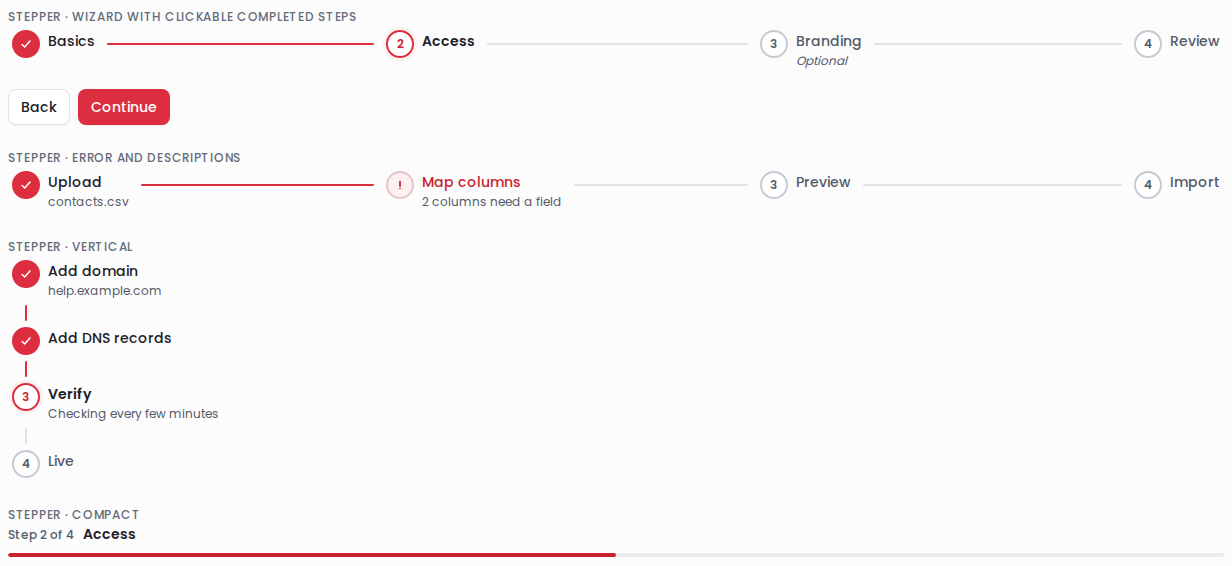 STEPPER · WIZARD WITH CLICKABLE COMPLETED STEPS
Basics
2 Access
3 Branding
Optional
4 Review
Back Continue
STEPPER · ERROR AND DESCRIPTIONS
Upload
contacts.csv
! Map columns
2 columns need a field
3 Preview
4 Import
STEPPER · VERTICAL
Add domain
help.example.com
Add DNS records
3 Verify
Checking every few minutes
4 Live
STEPPER · COMPACT
Step 2 of 4 Access